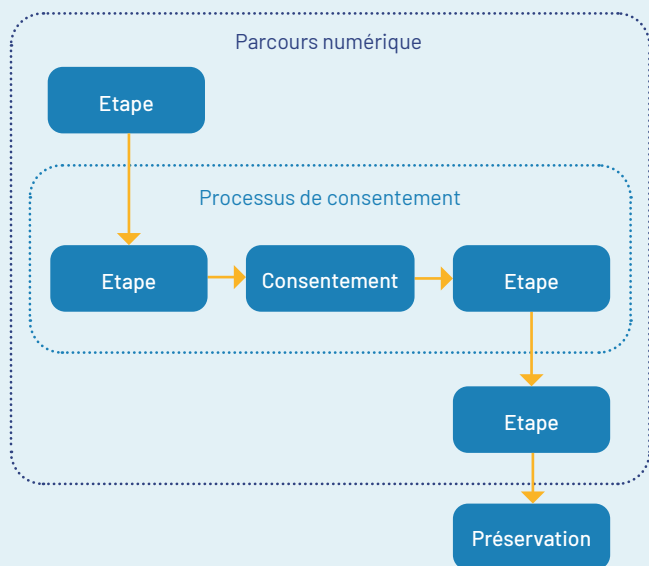 Parcours numérique
Etape
Processus de consentement
Etape
Consentement
Etape
Etape
Préservation